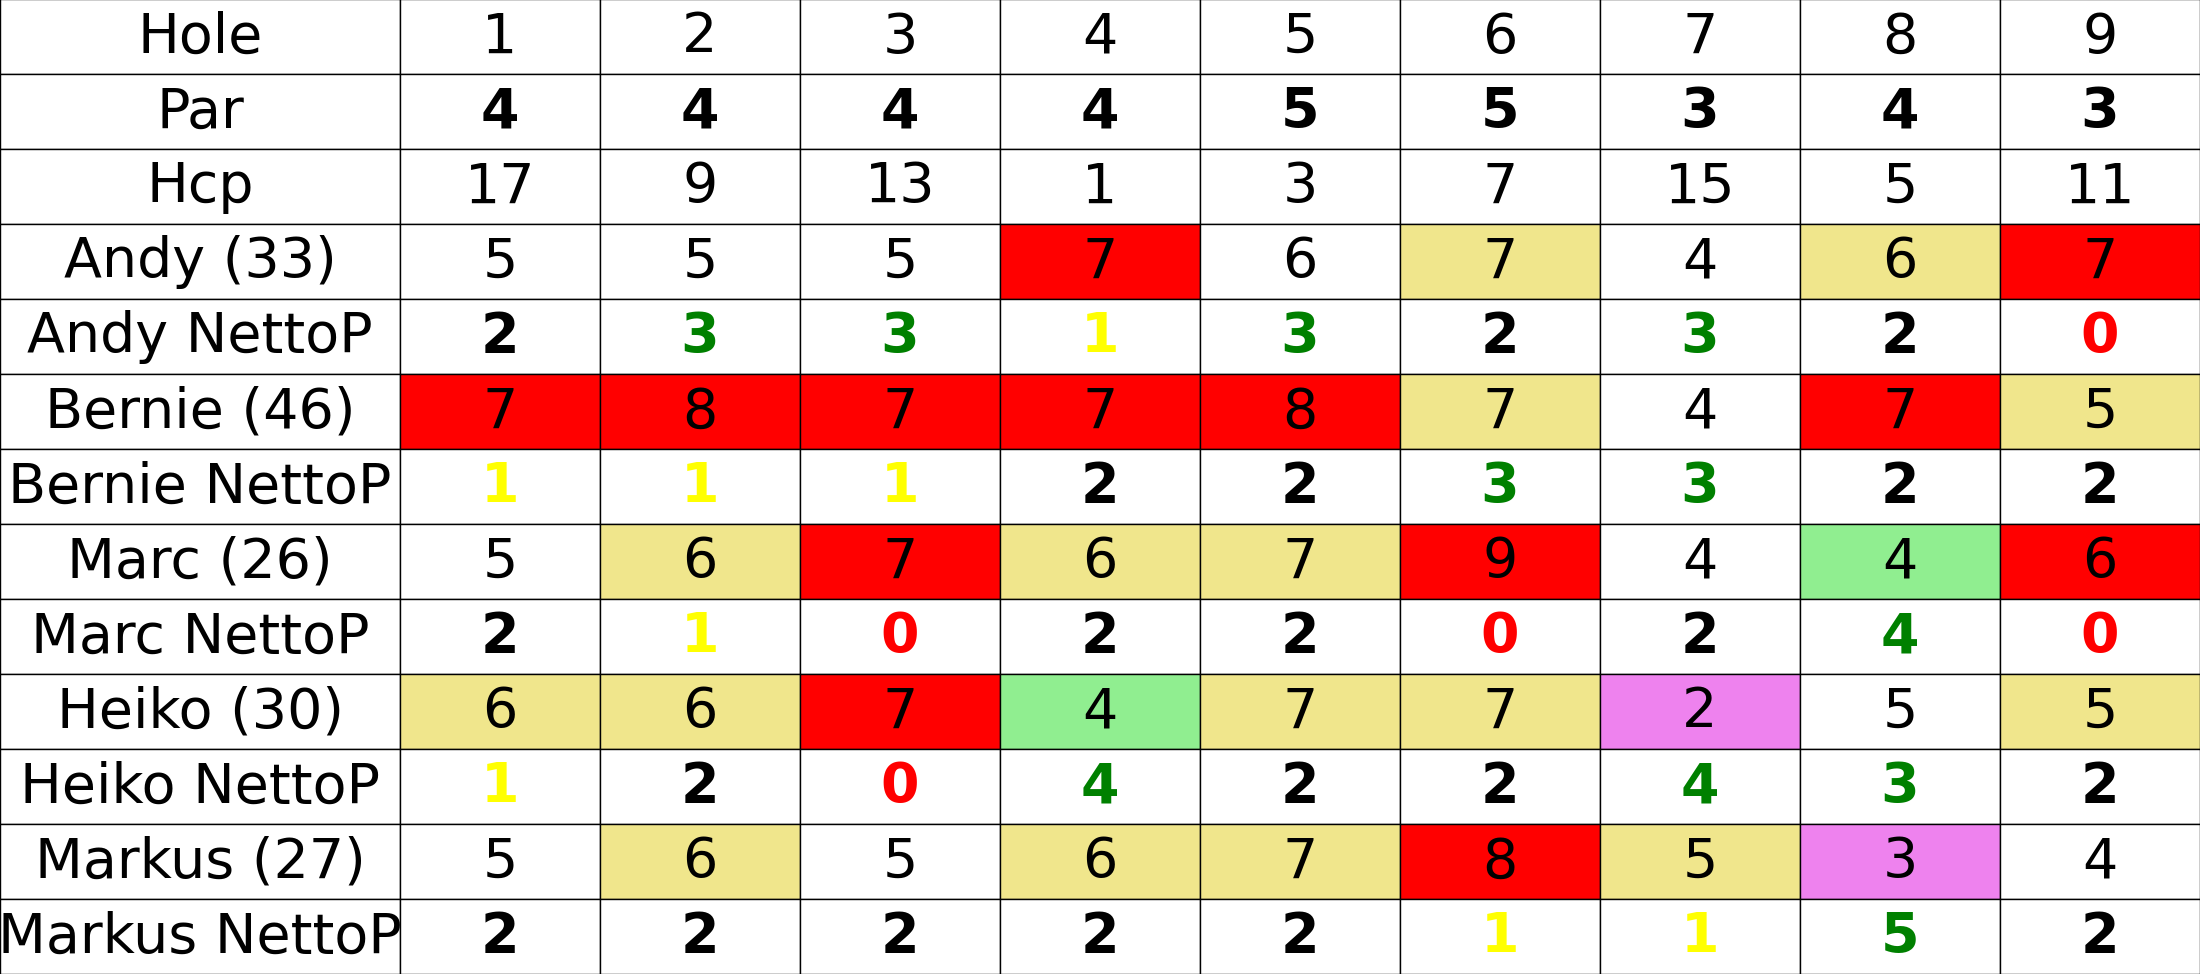 Hole 1 2 3 4 5 6 7 8 9
Par 4 4 4 4 5 5 3 4 3
Hcp 17 9 13 1 3 7 15 5 11
Andy (33) 5 5 5 7 6 7 4 6 7
Andy NettoP 2 3 3 1 3 2 3 2 0
Bernie (46) 7 8 7 7 8 7 4 7 5
Bernie NettoP 1 1 1 2 2 3 3 2 2
Marc (26) 5 6 7 6 7 9 4 4 6
Marc NettoP 2 1 0 2 2 0 2 4 0
Heiko (30) 6 6 7 4 7 7 2 5 5
Heiko NettoP 1 2 0 4 2 2 4 3 2
Markus (27) 5 6 5 6 7 8 5 3 4
Markus NettoP 2 2 2 2 2 1 1 5 2